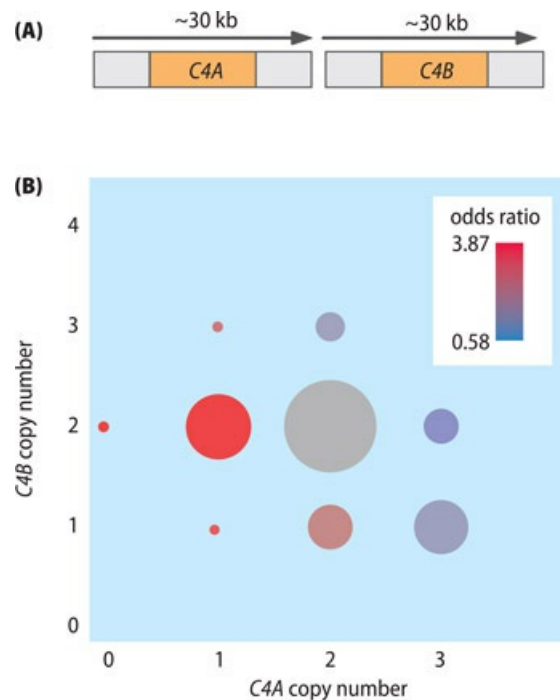 (A)
~30 kb
~30 kb
C4A
C4B
(B)
odds ratio
3.87
0.58
C4B copy number
4
3
2
1
0
0
1
2
3
C4A copy number